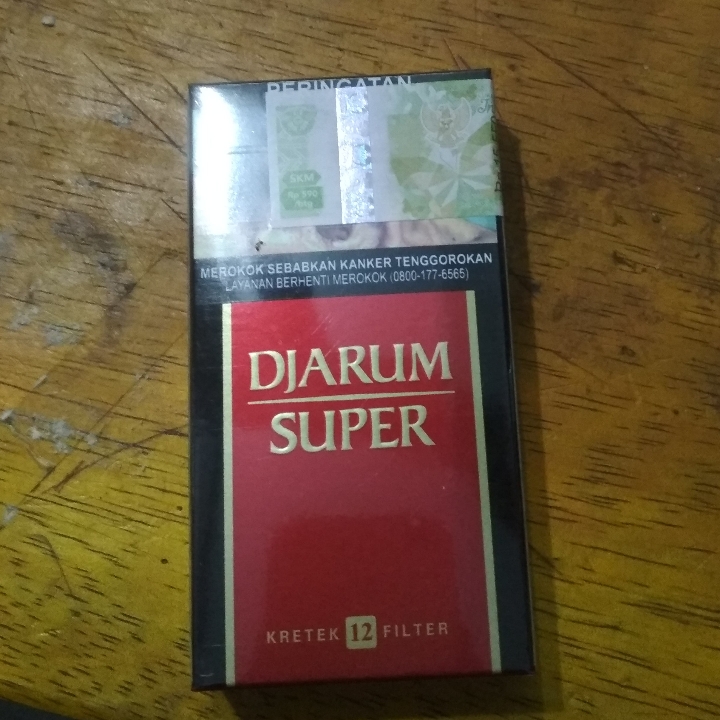 PERINGATAN
SKM
MEROKOK SEBABKAN KANKER TENGGOROKAN
LAYANAN BERHENTI MEROKOK (0800-177-6565)
DJARUM
SUPER
KRETEK 12 FILTER